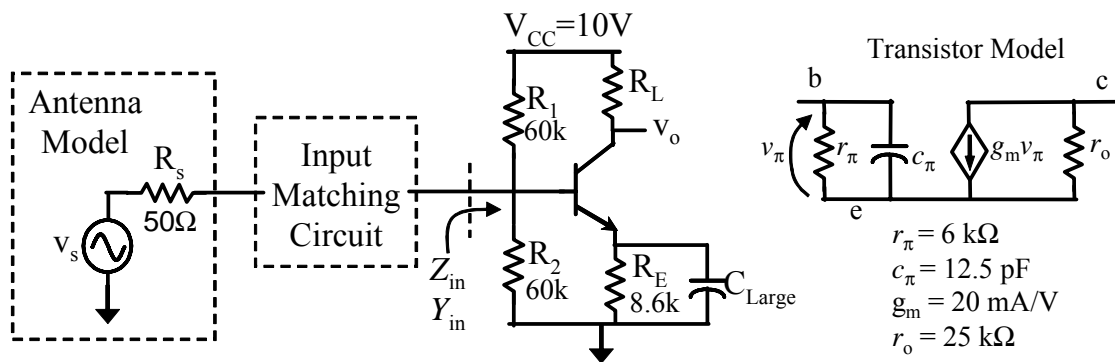 V_CC=10V
Antenna
Model
R_s
50Ω
v_s
Input
Matching
Circuit
Z_in
Y_in
R_1
60k
R_2
60k
R_L
v_o
R_E
8.6k
C_Large
Transistor Model
b
c
v_π
r_π
c_π
g_m v_π
r_o
e
r_π = 6 kΩ
c_π = 12.5 pF
g_m = 20 mA/V
r_o = 25 kΩ